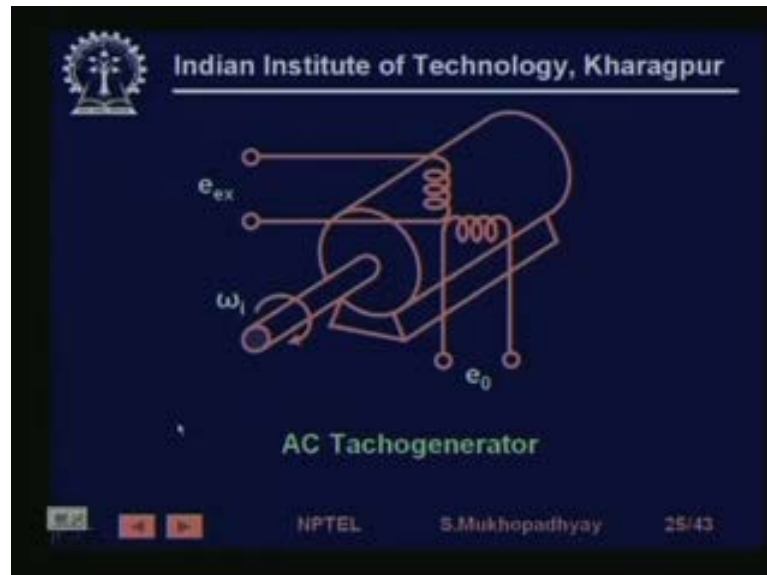 Indian Institute of Technology, Kharagpur
e_ex
ω_i
e_0
AC Tachogenerator
NPTEL S.Mukhopadhyay 25/43